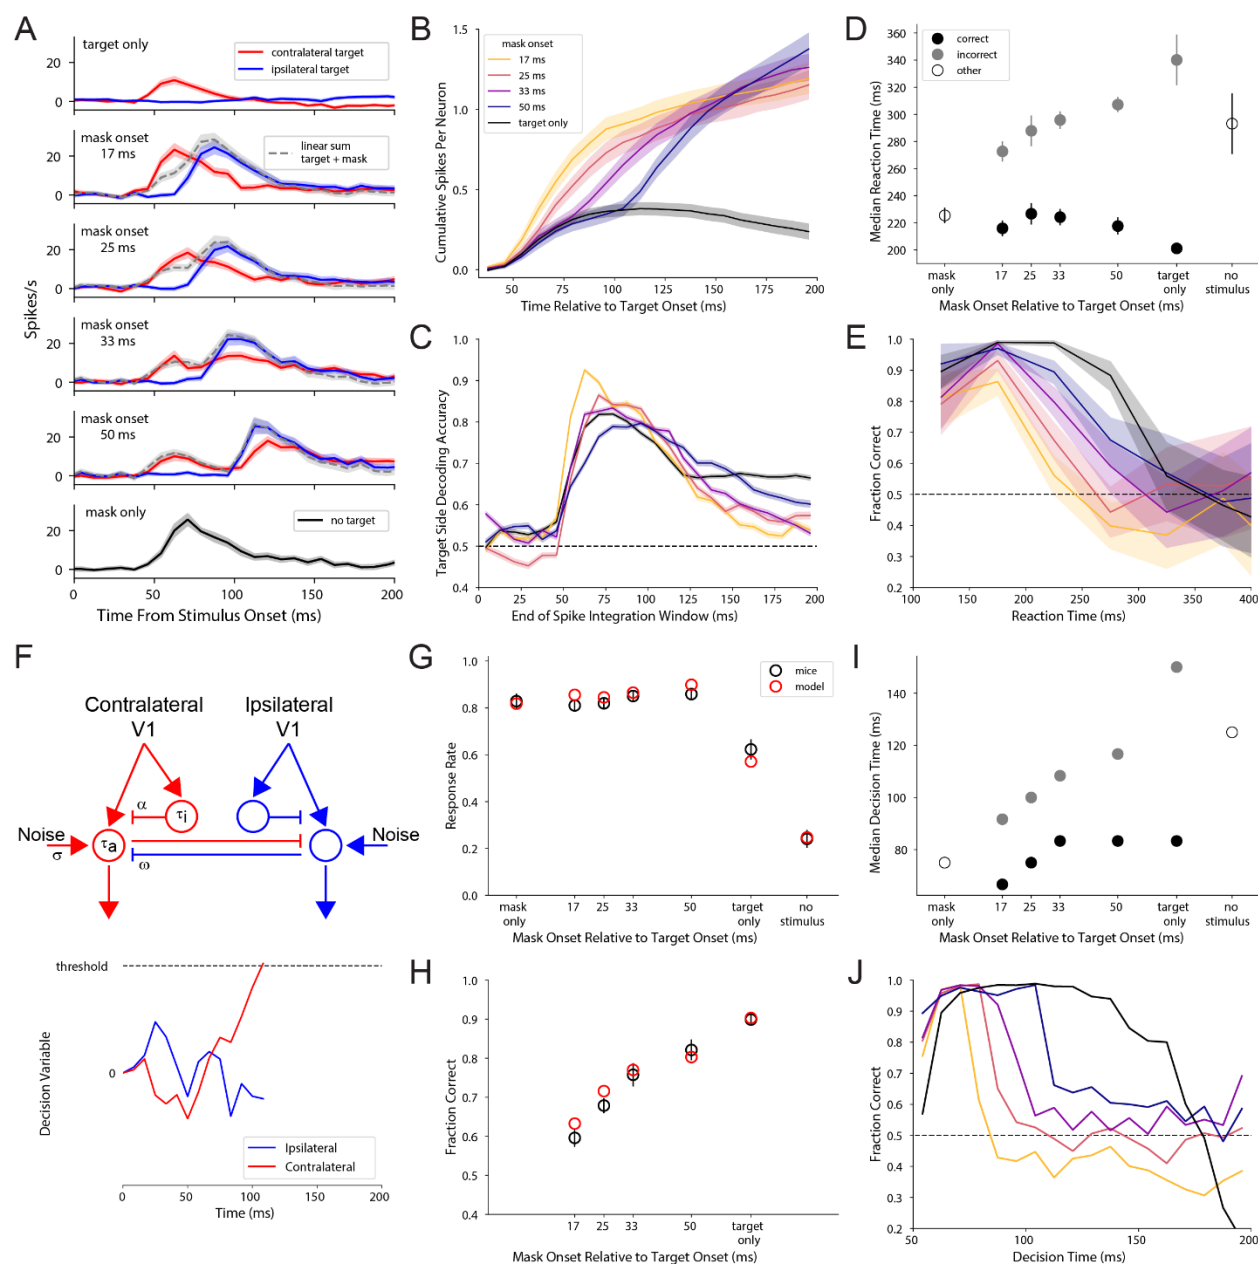 A
target only
contralateral target
ipsilateral target
20
0
mask onset
17 ms
linear sum
target + mask
20
0
mask onset
25 ms
20
0
mask onset
33 ms
20
0
mask onset
50 ms
20
0
mask only
no target
20
0
Spikes/s
0 50 100 150 200
Time From Stimulus Onset (ms)
B
mask onset
17 ms
25 ms
33 ms
50 ms
target only
1.5
1.0
0.5
0.0
Cumulative Spikes Per Neuron
50 75 100 125 150 175 200
Time Relative to Target Onset (ms)
C
1.0
0.9
0.8
0.7
0.6
0.5
0.4
Target Side Decoding Accuracy
0 25 50 75 100 125 150 175 200
End of Spike Integration Window (ms)
D
correct
incorrect
other
360
340
320
300
280
260
240
220
200
Median Reaction Time (ms)
mask only 17 25 33 50 target only no stimulus
Mask Onset Relative to Target Onset (ms)
E
1.0
0.9
0.8
0.7
0.6
0.5
0.4
0.3
0.2
Fraction Correct
100 150 200 250 300 350 400
Reaction Time (ms)
F
Contralateral
V1
Ipsilateral
V1
α
τi
Noise
σ
τa
ω
Noise
threshold
0
Decision Variable
Ipsilateral
Contralateral
0 50 100 150 200
Time (ms)
G
mice
model
1.0
0.8
0.6
0.4
0.2
0.0
Response Rate
mask only 17 25 33 50 target only no stimulus
Mask Onset Relative to Target Onset (ms)
H
1.0
0.9
0.8
0.7
0.6
0.5
0.4
Fraction Correct
17 25 33 50 target only
Mask Onset Relative to Target Onset (ms)
I
140
120
100
80
Median Decision Time (ms)
mask only 17 25 33 50 target only no stimulus
Mask Onset Relative to Target Onset (ms)
J
1.0
0.9
0.8
0.7
0.6
0.5
0.4
0.3
0.2
Fraction Correct
50 100 150 200
Decision Time (ms)